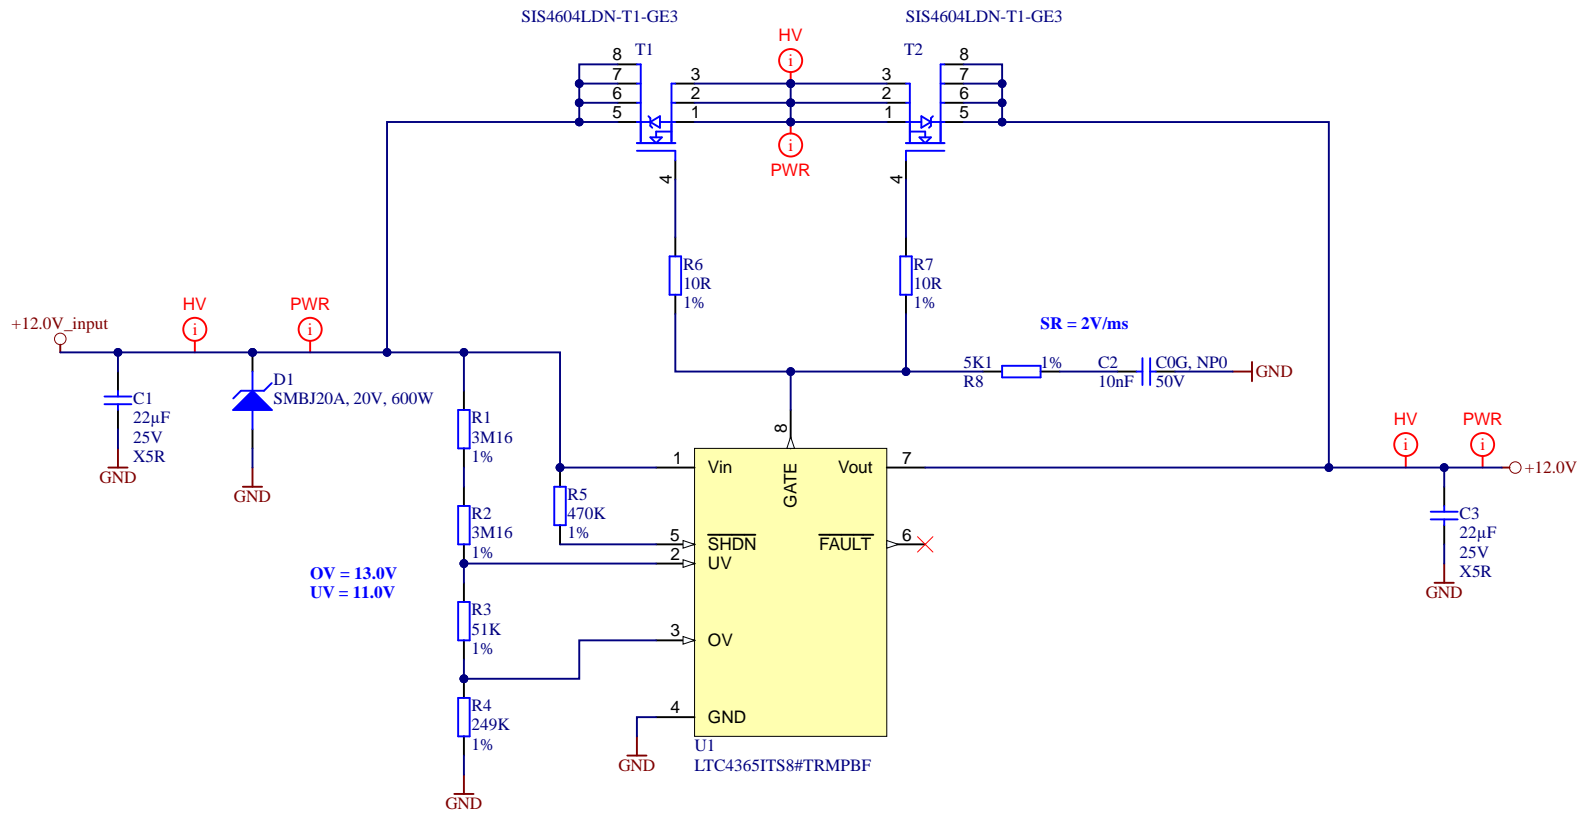 SIS4604LDN-T1-GE3
SIS4604LDN-T1-GE3
T1
HV
i
T2
8
7
6
5
3
2
1
3
2
1
8
7
6
5
i
PWR
4
4
R6
10R
1%
R7
10R
1%
SR = 2V/ms
5K1
R8
1%
C2
10nF
C0G, NP0
50V
GND
+12.0V_input
HV
i
PWR
i
C1
22µF
25V
X5R
GND
D1
SMBJ20A, 20V, 600W
GND
R1
3M16
1%
R2
3M16
1%
R5
470K
1%
OV = 13.0V
UV = 11.0V
R3
51K
1%
R4
249K
1%
GND
8
1
Vin
GATE
Vout
7
5
SHDN
2
UV
FAULT
6
3
OV
4
GND
GND
U1
LTC4365ITS8#TRMPBF
HV
i
PWR
i
+12.0V
C3
22µF
25V
X5R
GND